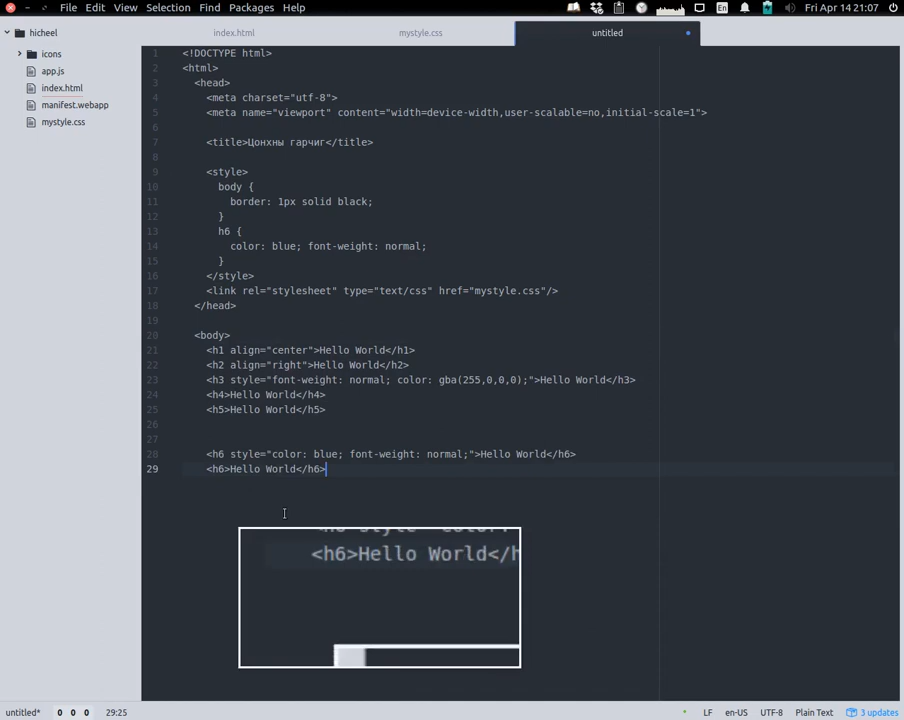 File Edit View Selection Find Packages Help
En
Fri Apr 14 21:07
hicheel
icons
app.js
index.html
manifest.webapp
mystyle.css
index.html
mystyle.css
untitled
1 <!DOCTYPE html>
2 <html>
3 <head>
4 <meta charset="utf-8">
5 <meta name="viewport" content="width=device-width,user-scalable=no,initial-scale=1">
6
7 <title>Цонхны гарчиг</title>
8
9 <style>
10 body {
11 border: 1px solid black;
12 }
13 h6 {
14 color: blue; font-weight: normal;
15 }
16 </style>
17 <link rel="stylesheet" type="text/css" href="mystyle.css"/>
18 </head>
19
20 <body>
21 <h1 align="center">Hello World</h1>
22 <h2 align="right">Hello World</h2>
23 <h3 style="font-weight: normal; color: gba(255,0,0,0);">Hello World</h3>
24 <h4>Hello World</h4>
25 <h5>Hello World</h5>
26
27
28 <h6 style="color: blue; font-weight: normal;">Hello World</h6>
29 <h6>Hello World</h6>
<h6>Hello World</h
untitled* 0 0 0 29:25
LF en-US UTF-8 Plain Text 3 updates